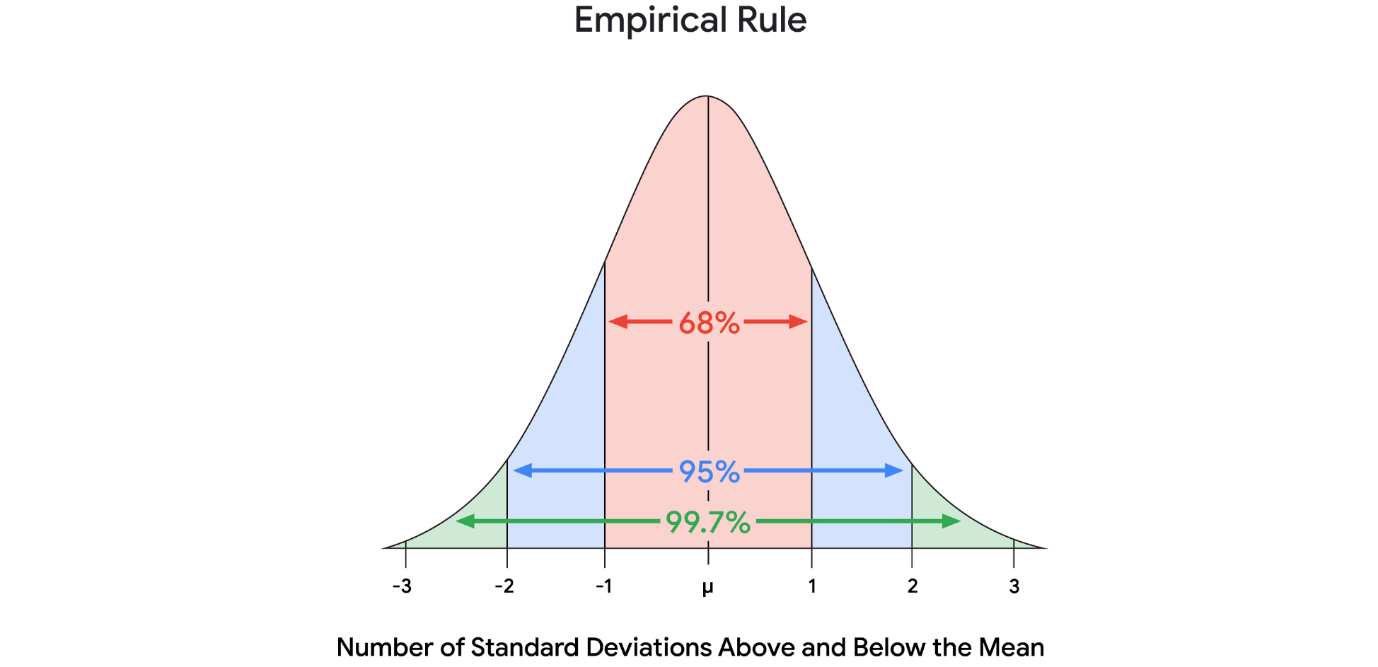 Empirical Rule
68%
95%
99.7%
-3 -2 -1 μ 1 2 3
Number of Standard Deviations Above and Below the Mean